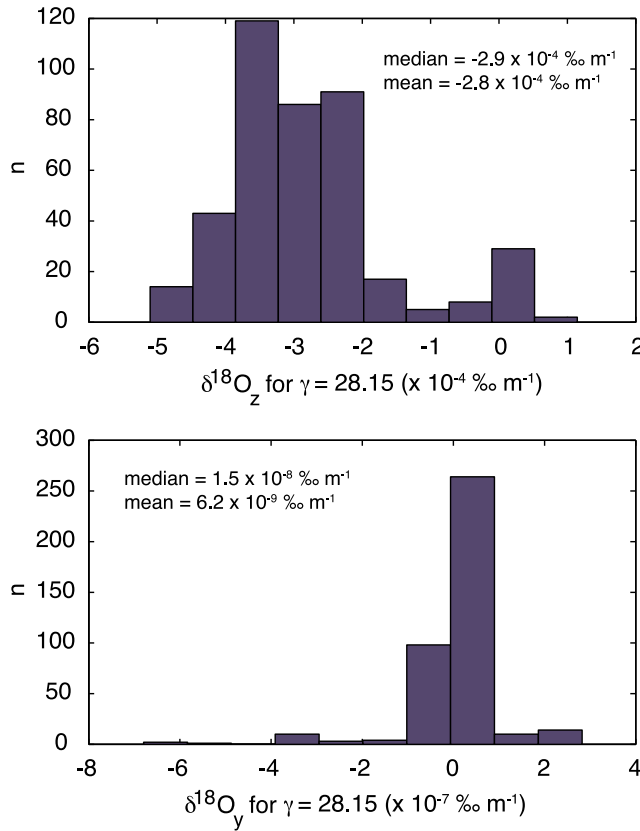 120
100
80
60
40
20
0
n
median = -2.9 x 10⁻⁴ ‰ m⁻¹
mean = -2.8 x 10⁻⁴ ‰ m⁻¹
-6 -5 -4 -3 -2 -1 0 1 2
δ¹⁸O_z for γ = 28.15 (x 10⁻⁴ ‰ m⁻¹)
300
250
200
150
100
50
0
n
median = 1.5 x 10⁻⁸ ‰ m⁻¹
mean = 6.2 x 10⁻⁹ ‰ m⁻¹
-8 -6 -4 -2 0 2 4
δ¹⁸O_y for γ = 28.15 (x 10⁻⁷ ‰ m⁻¹)